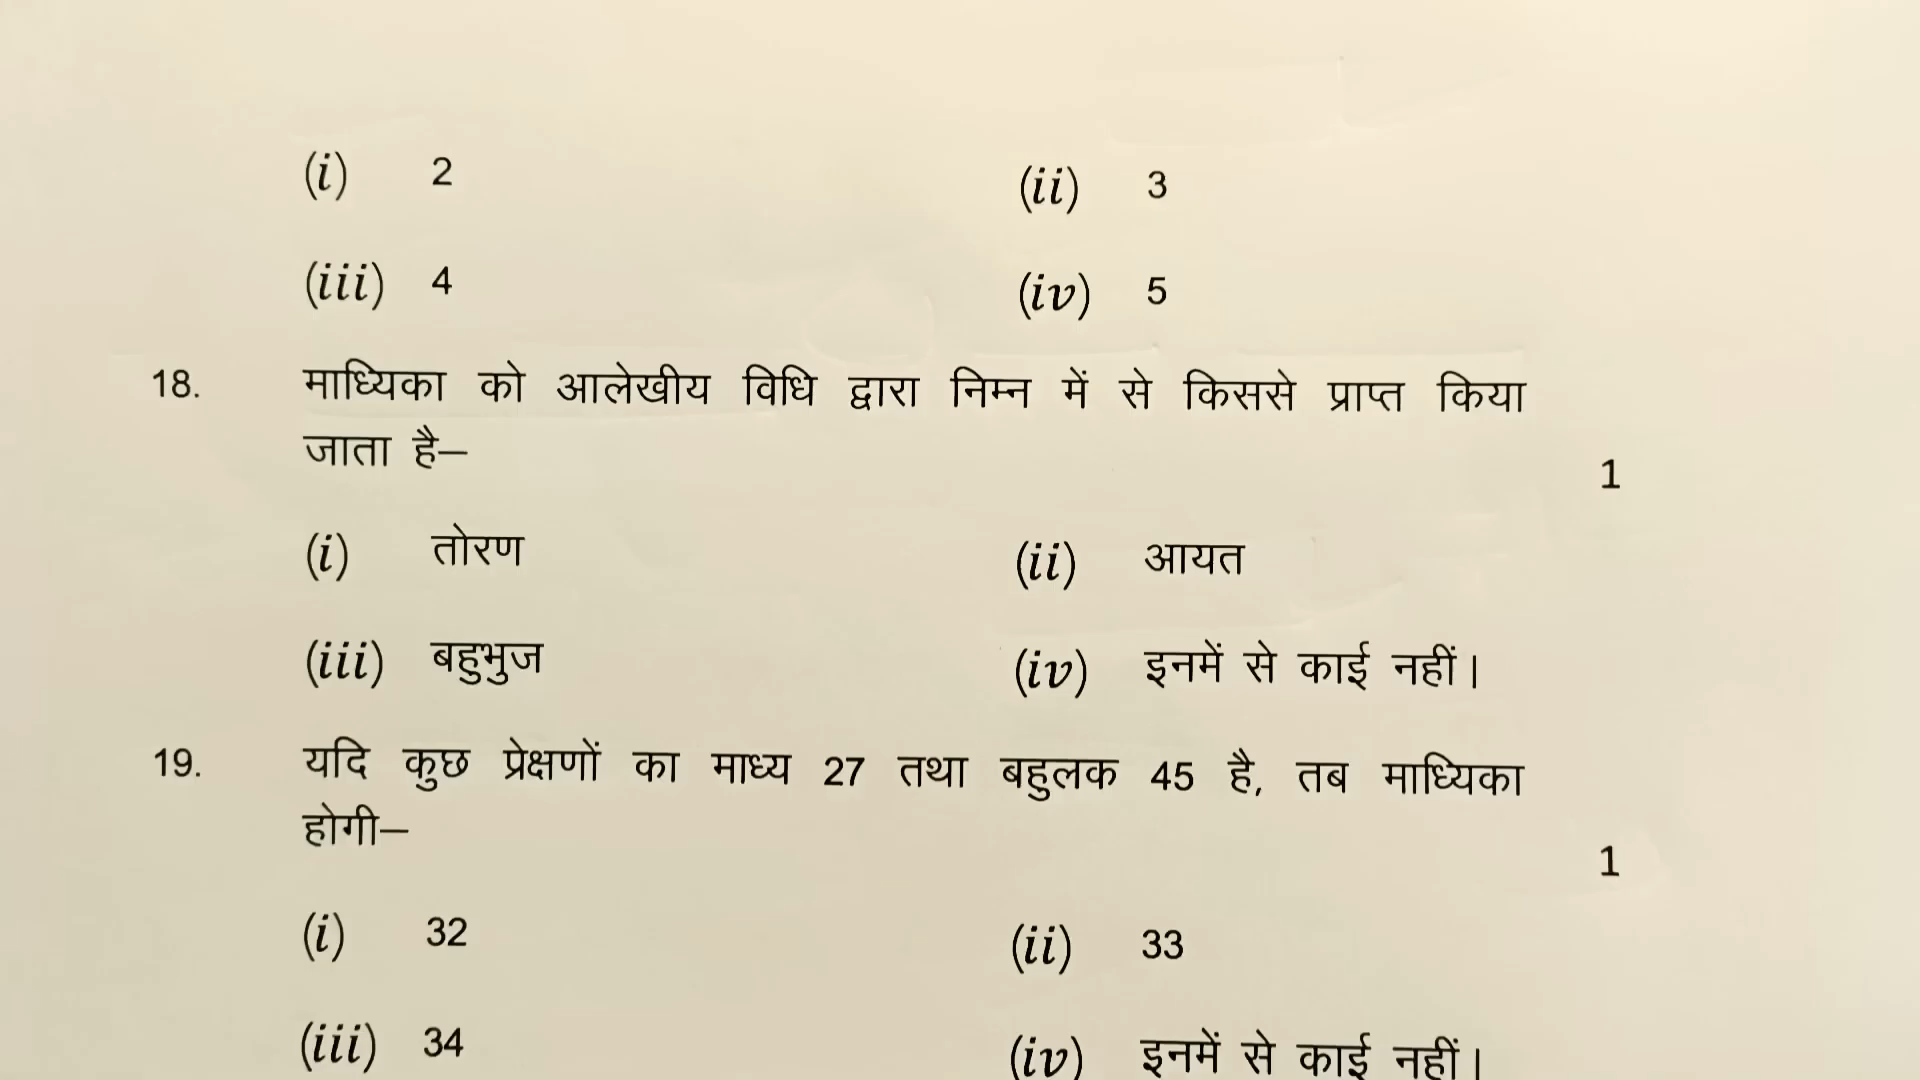 (i) 2 (ii) 3
(iii) 4 (iv) 5
18. माध्यिका को आलेखीय विधि द्वारा निम्न में से किससे प्राप्त किया
जाता है–
1
(i) तोरण (ii) आयत
(iii) बहुभुज (iv) इनमें से काई नहीं।
19. यदि कुछ प्रेक्षणों का माध्य 27 तथा बहुलक 45 है, तब माध्यिका
होगी–
1
(i) 32 (ii) 33
(iii) 34 (iv) इनमें से काई नहीं।